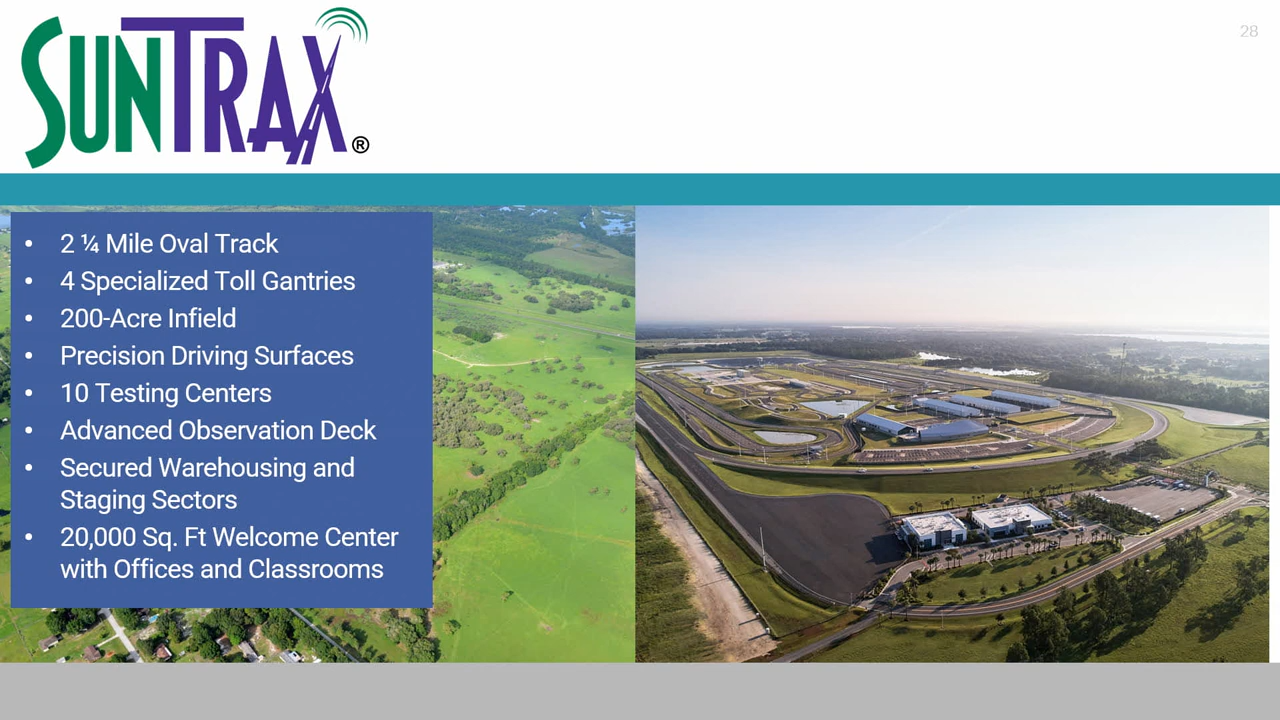 SUNTRAX®
28
• 2 ¼ Mile Oval Track
• 4 Specialized Toll Gantries
• 200-Acre Infield
• Precision Driving Surfaces
• 10 Testing Centers
• Advanced Observation Deck
• Secured Warehousing and
Staging Sectors
• 20,000 Sq. Ft Welcome Center
with Offices and Classrooms